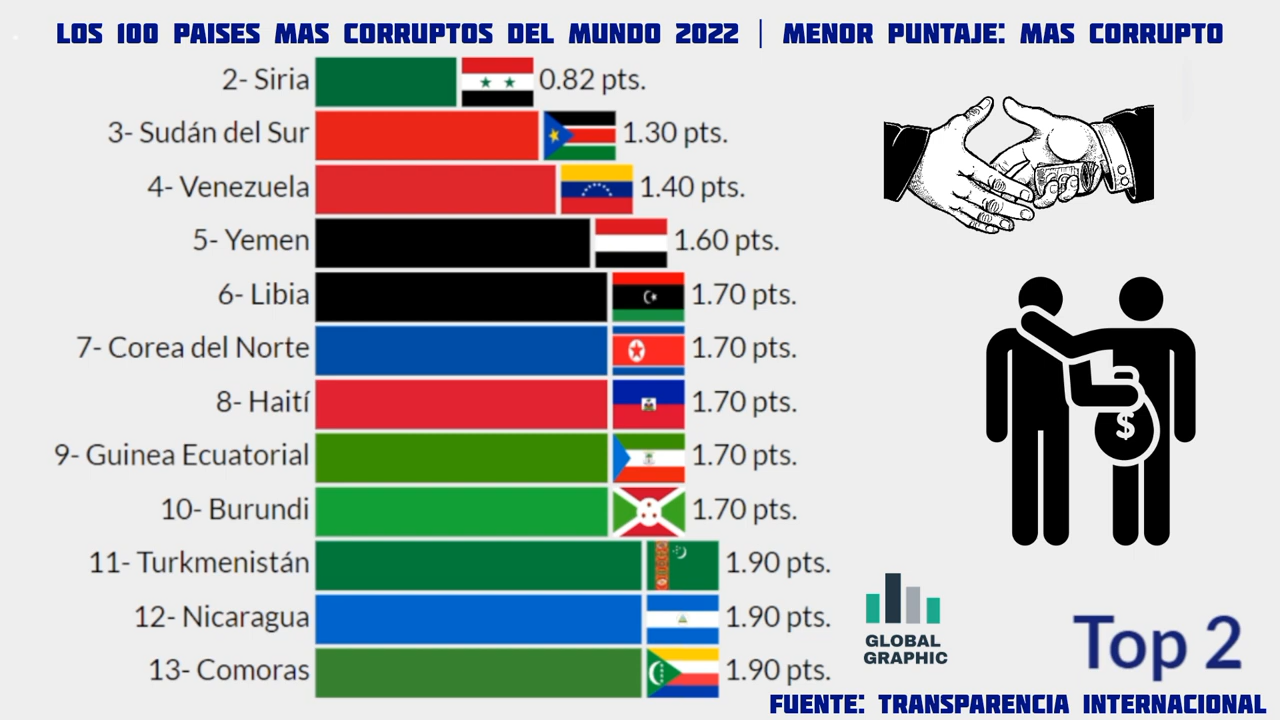 LOS 100 PAISES MAS CORRUPTOS DEL MUNDO 2022 | MENOR PUNTAJE: MAS CORRUPTO
2- Siria 0.82 pts.
3- Sudán del Sur 1.30 pts.
4- Venezuela 1.40 pts.
5- Yemen 1.60 pts.
6- Libia 1.70 pts.
7- Corea del Norte 1.70 pts.
8- Haití 1.70 pts.
9- Guinea Ecuatorial 1.70 pts.
10- Burundi 1.70 pts.
11- Turkmenistán 1.90 pts.
12- Nicaragua 1.90 pts.
13- Comoras 1.90 pts.
$
GLOBAL
GRAPHIC
Top 2
FUENTE: TRANSPARENCIA INTERNACIONAL